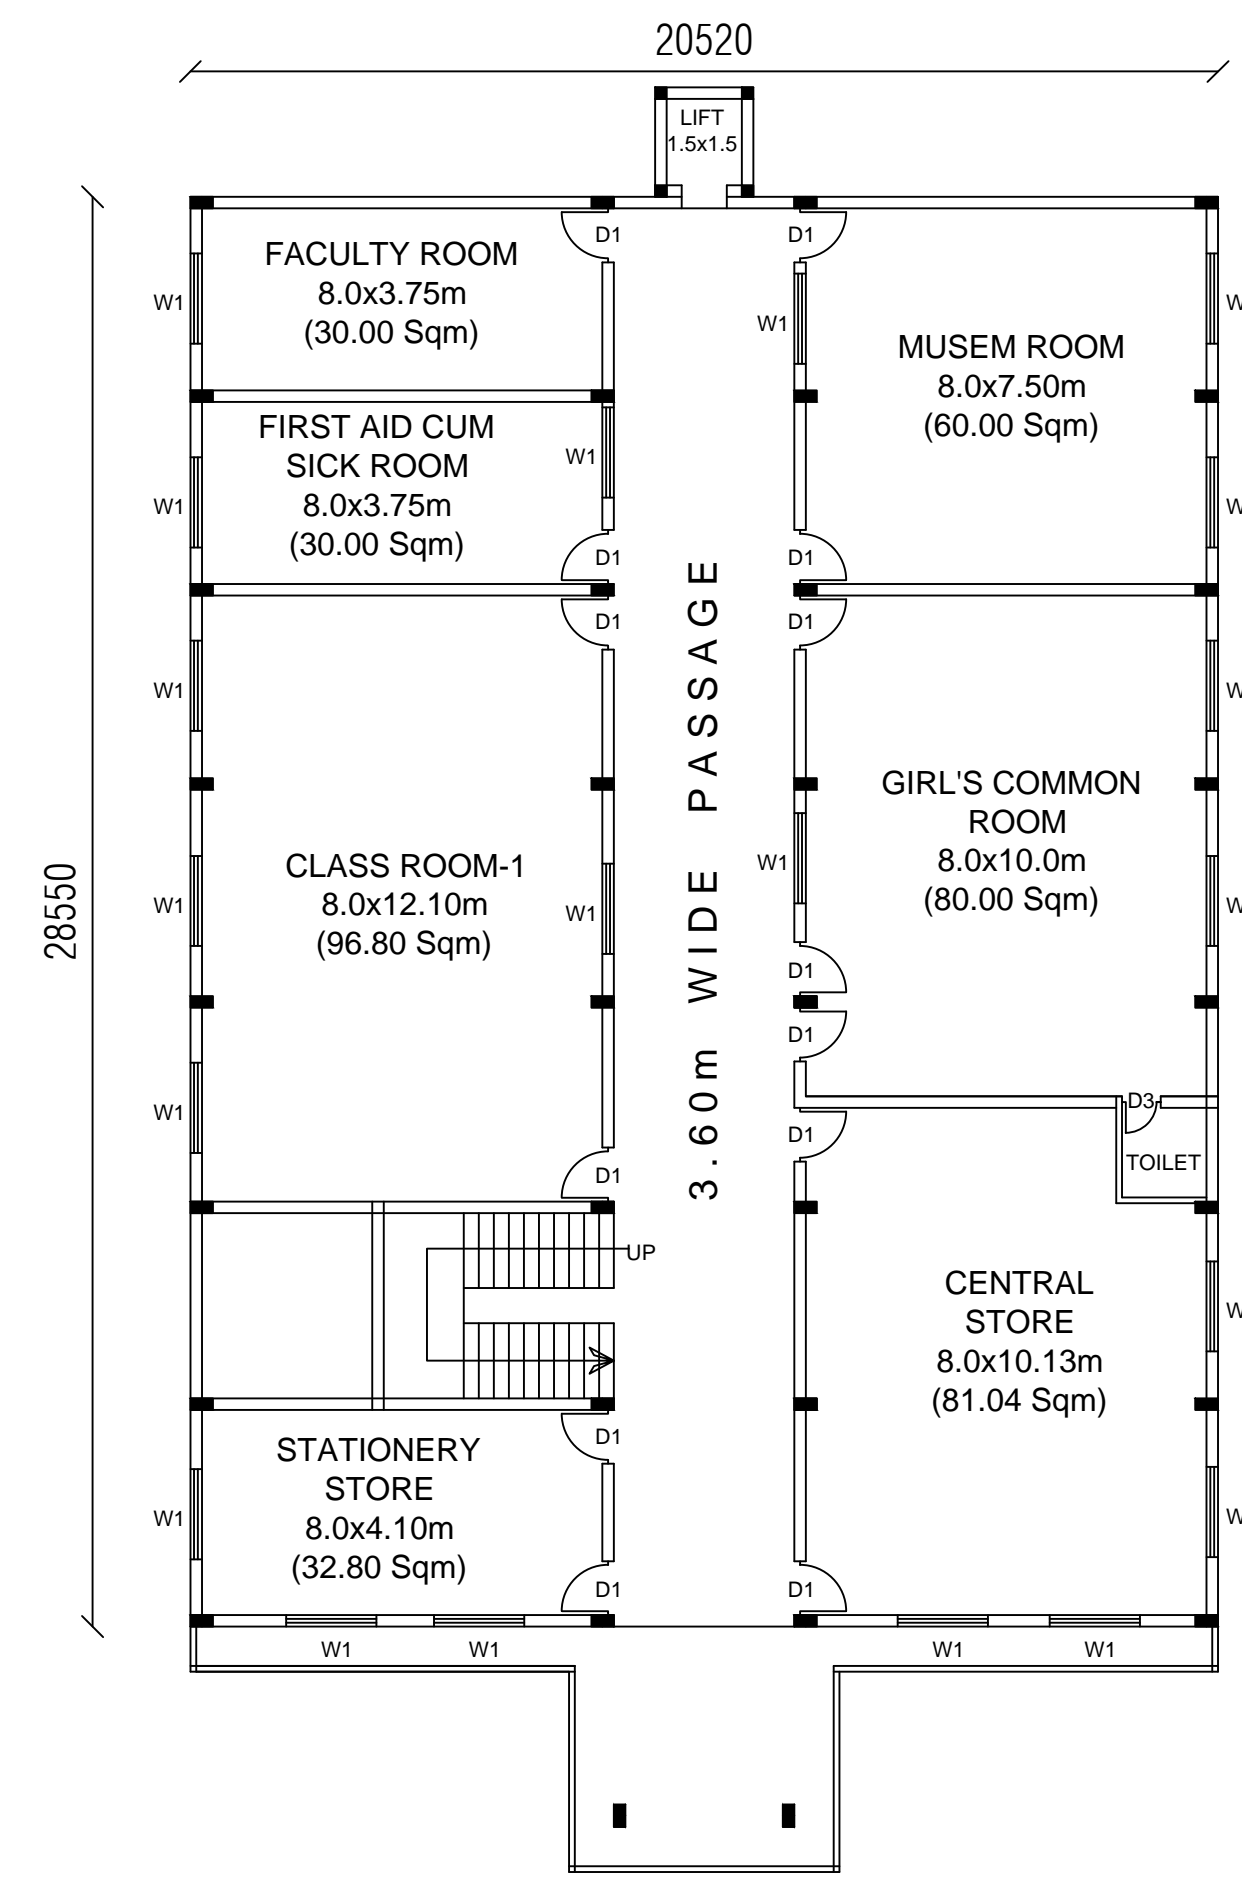 20520
LIFT
1.5x1.5
D1
D1
FACULTY ROOM
8.0x3.75m
(30.00 Sqm)
W1
W1
W
MUSEM ROOM
8.0x7.50m
(60.00 Sqm)
FIRST AID CUM
SICK ROOM
8.0x3.75m
(30.00 Sqm)
W1
W1
W
D1
D1
D1
D1
3.60m WIDE PASSAGE
W1
W
GIRL'S COMMON
ROOM
8.0x10.0m
(80.00 Sqm)
CLASS ROOM-1
8.0x12.10m
(96.80 Sqm)
28550
W1
W1
W1
W
D1
D1
W1
D3
D1
TOILET
D1
UP
CENTRAL
STORE
8.0x10.13m
(81.04 Sqm)
W
D1
STATIONERY
STORE
8.0x4.10m
(32.80 Sqm)
W1
W
D1
D1
W1
W1
W1
W1